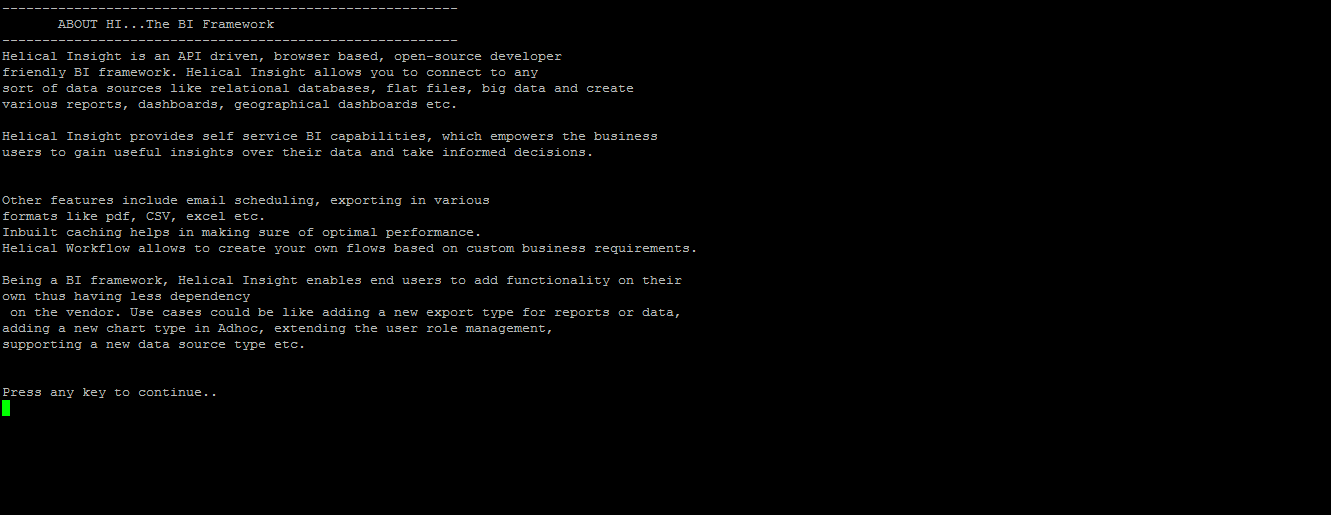 ---------------------------------------------------------
       ABOUT HI...The BI Framework
---------------------------------------------------------
Helical Insight is an API driven, browser based, open-source developer
friendly BI framework. Helical Insight allows you to connect to any
sort of data sources like relational databases, flat files, big data and create
various reports, dashboards, geographical dashboards etc.

Helical Insight provides self service BI capabilities, which empowers the business
users to gain useful insights over their data and take informed decisions.

Other features include email scheduling, exporting in various
formats like pdf, CSV, excel etc.
Inbuilt caching helps in making sure of optimal performance.
Helical Workflow allows to create your own flows based on custom business requirements.

Being a BI framework, Helical Insight enables end users to add functionality on their
own thus having less dependency
 on the vendor. Use cases could be like adding a new export type for reports or data,
adding a new chart type in Adhoc, extending the user role management,
supporting a new data source type etc.

Press any key to continue..